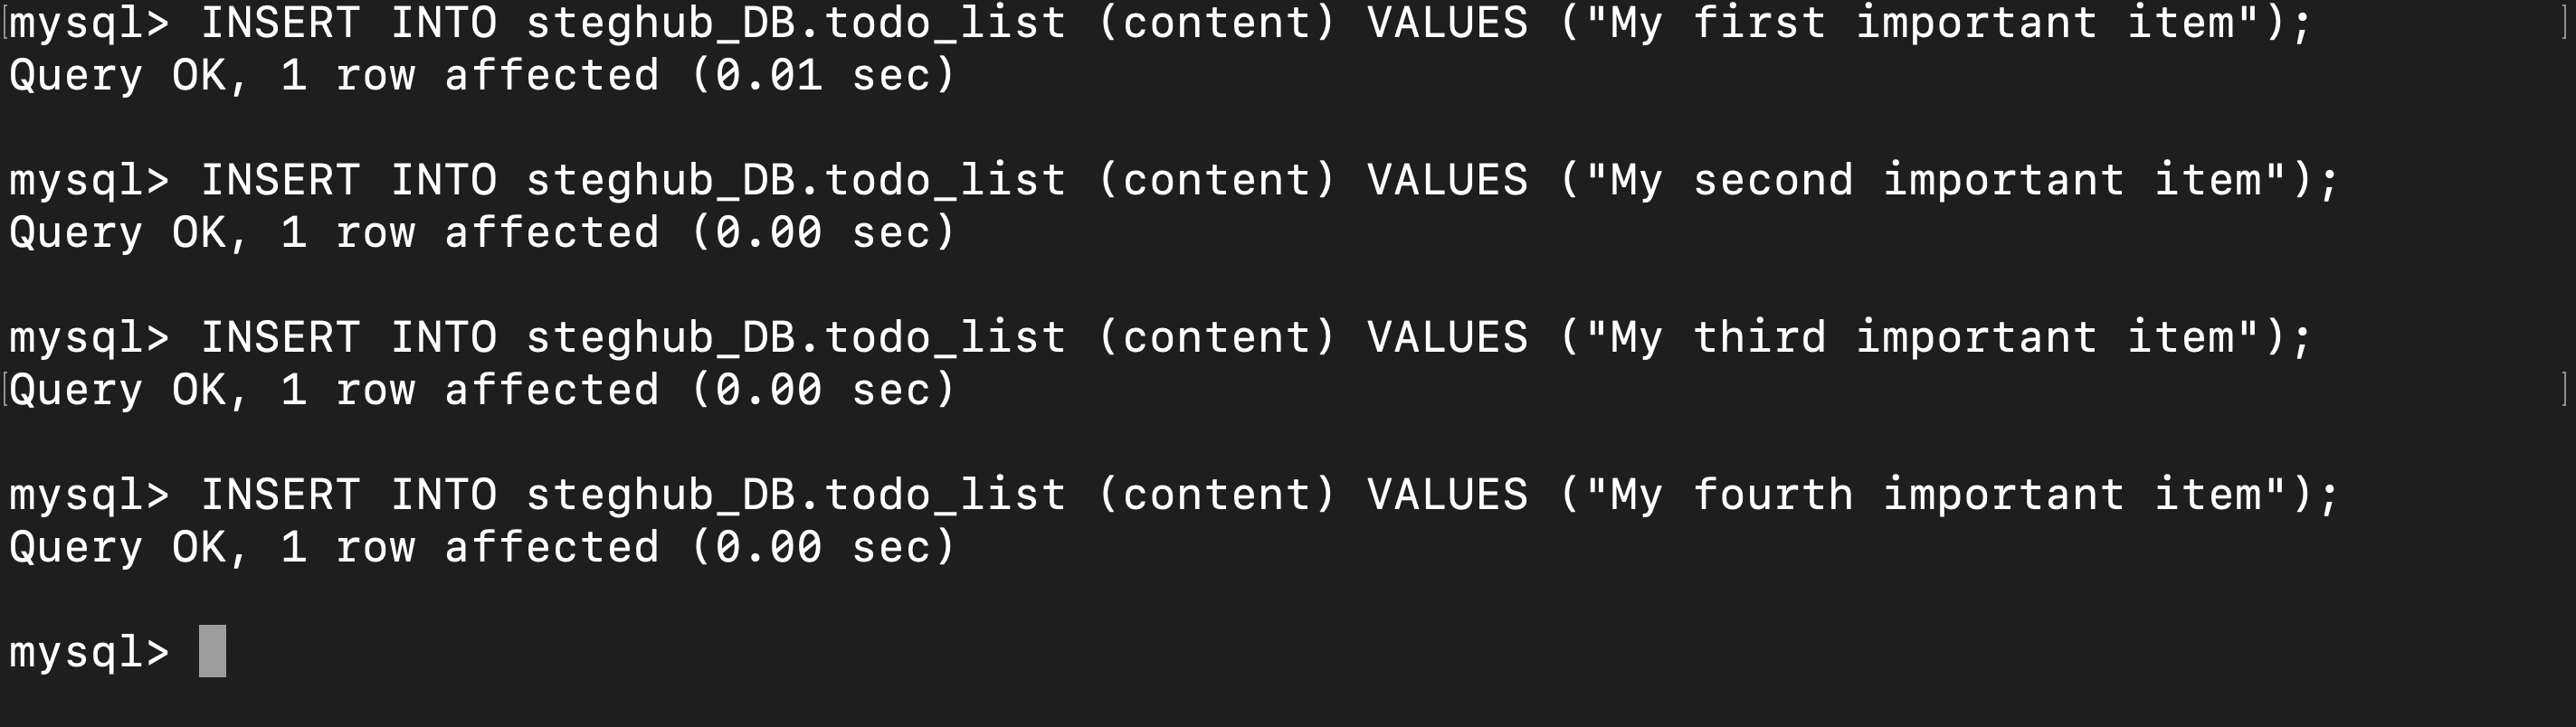 mysql> INSERT INTO steghub_DB.todo_list (content) VALUES ("My first important item");
Query OK, 1 row affected (0.01 sec)
mysql> INSERT INTO steghub_DB.todo_list (content) VALUES ("My second important item");
Query OK, 1 row affected (0.00 sec)
mysql> INSERT INTO steghub_DB.todo_list (content) VALUES ("My third important item");
Query OK, 1 row affected (0.00 sec)
mysql> INSERT INTO steghub_DB.todo_list (content) VALUES ("My fourth important item");
Query OK, 1 row affected (0.00 sec)
mysql>